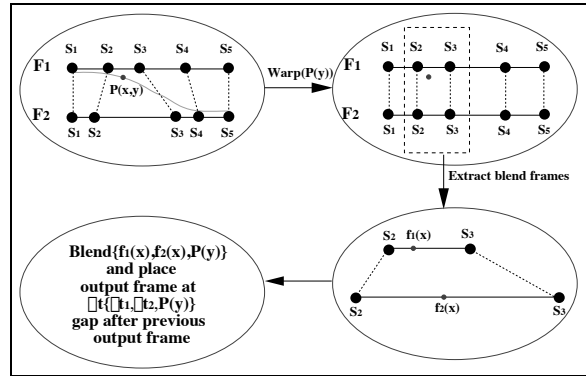 S1 S2 S3 S4 S5
F1
P(x,y)
F2
S1 S2 S3 S4 S5
Warp(P(y))
S1 S2 S3 S4 S5
F1
F2
S1 S2 S3 S4 S5
Extract blend frames
S2 f1(x) S3
S2 f2(x) S3
Blend{f1(x),f2(x),P(y)}
and place
output frame at
□t{□t1,□t2,P(y)}
gap after previous
output frame